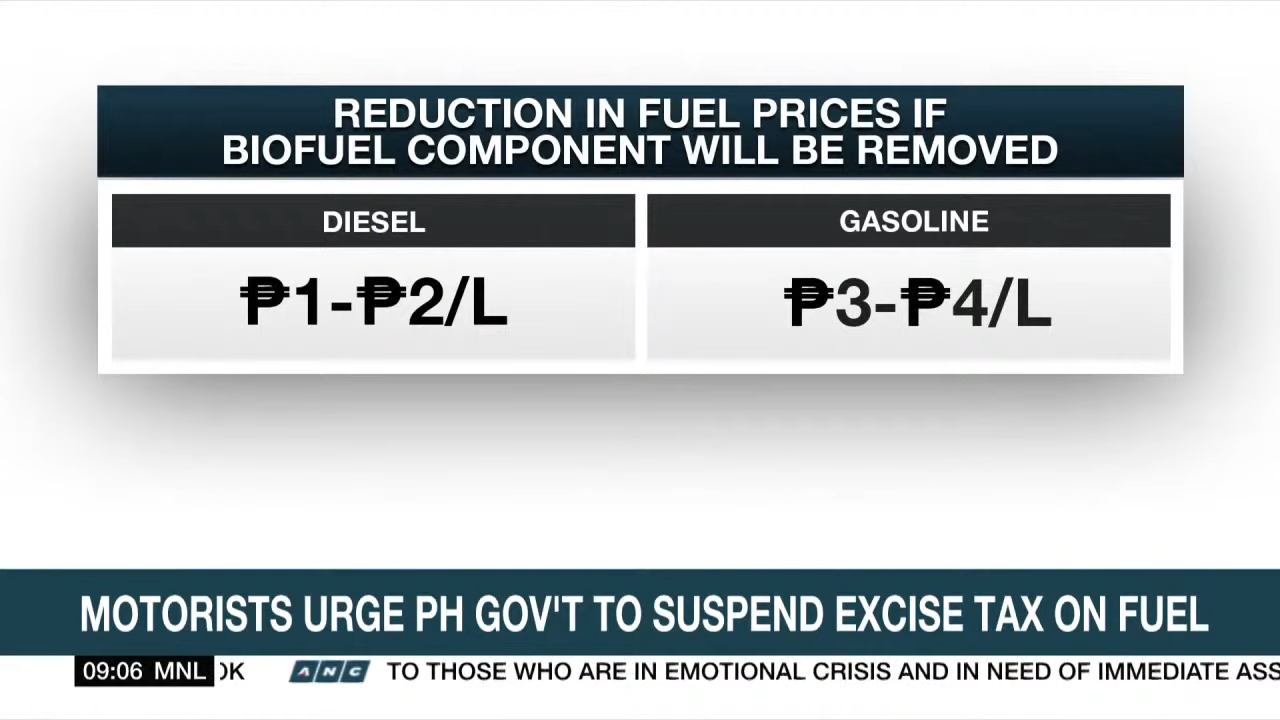 REDUCTION IN FUEL PRICES IF
BIOFUEL COMPONENT WILL BE REMOVED
DIESEL
GASOLINE
₱1-₱2/L
₱3-₱4/L
MOTORISTS URGE PH GOV'T TO SUSPEND EXCISE TAX ON FUEL
09:06 MNL
ANC TO THOSE WHO ARE IN EMOTIONAL CRISIS AND IN NEED OF IMMEDIATE